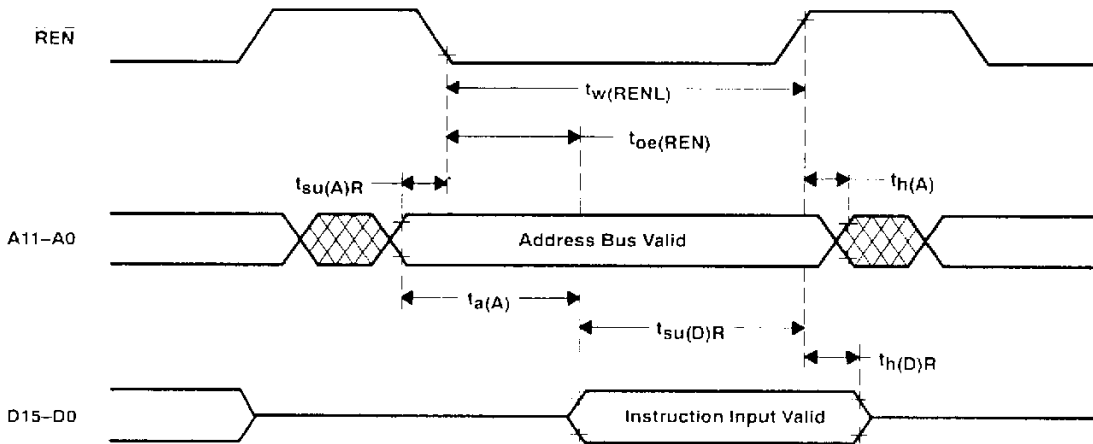 REN
tw(RENL)
toe(REN)
tsu(A)R
th(A)
A11–A0
Address Bus Valid
ta(A)
tsu(D)R
th(D)R
D15–D0
Instruction Input Valid